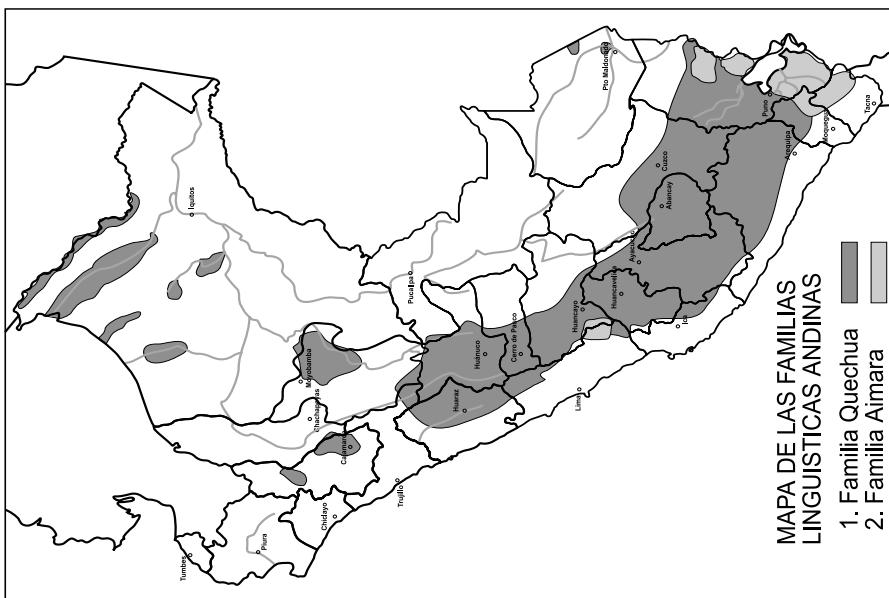 MAPA DE LAS FAMILIAS
LINGUISTICAS ANDINAS
1. Familia Quechua
2. Familia Aimara
Tumbes
Piura
Chiclayo
Trujillo
Cajamarca
Chachapoyas
Moyobamba
Iquitos
Pucallpa
Huaraz
Huánuco
Cerro de Pasco
Lima
Huancayo
Huancavelica
Ica
Ayacucho
Abancay
Cuzco
Pto Maldonado
Puno
Arequipa
Moquegua
Tacna